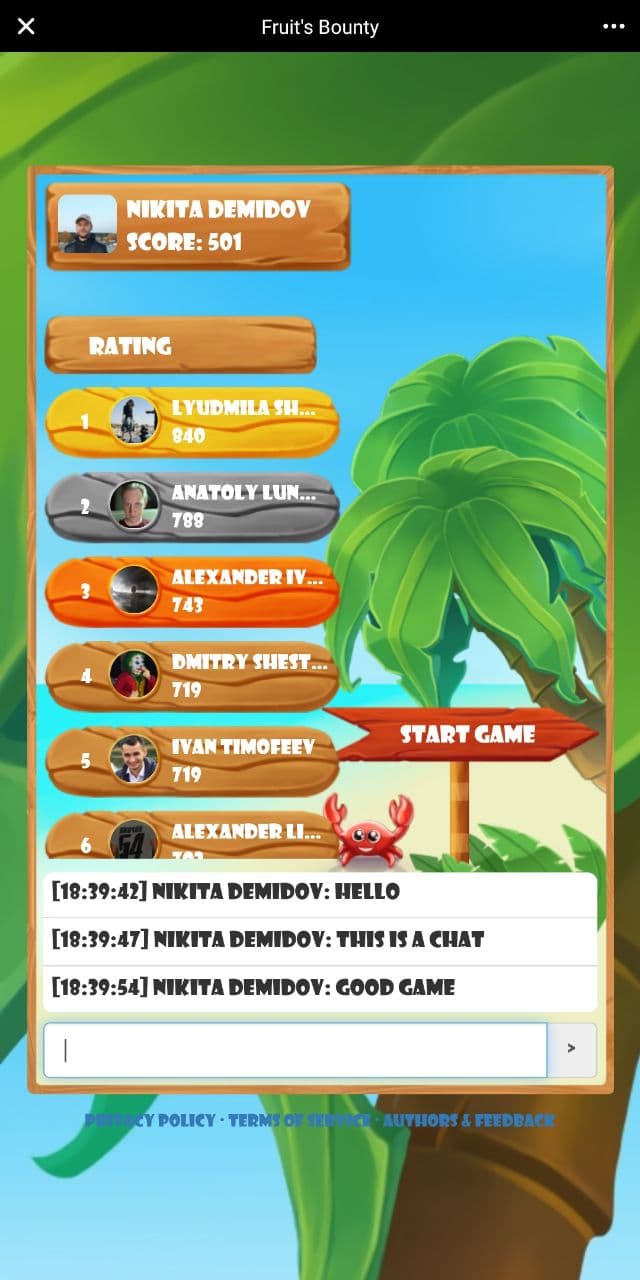 Fruit's Bounty
NIKITA DEMIDOV
SCORE: 501
RATING
1
LYUDMILA SH...
840
2
ANATOLY LUN...
788
3
ALEXANDER IV...
743
4
DMITRY SHEST...
719
5
IVAN TIMOFEEV
719
6
ALEXANDER LI...
START GAME
[18:39:42] NIKITA DEMIDOV: HELLO
[18:39:47] NIKITA DEMIDOV: THIS IS A CHAT
[18:39:54] NIKITA DEMIDOV: GOOD GAME
>
PRIVACY POLICY · TERMS OF SERVICE · AUTHORS & FEEDBACK